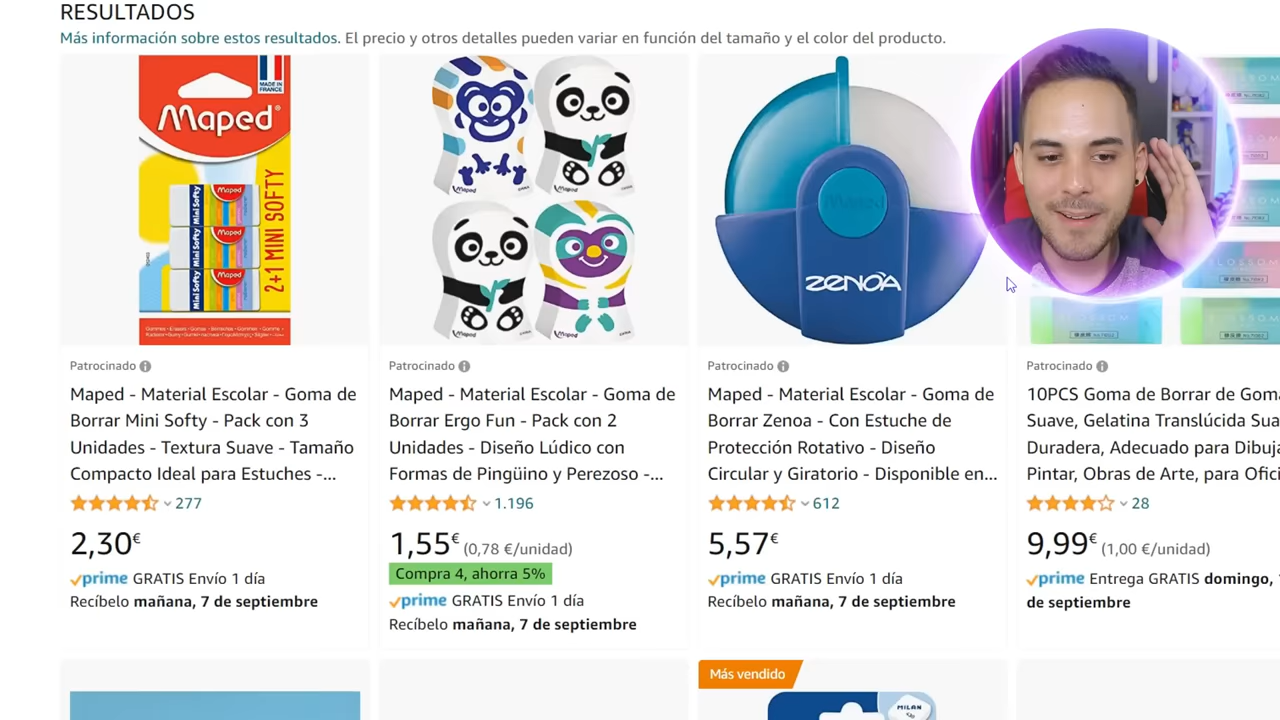 RESULTADOS
Más información sobre estos resultados. El precio y otros detalles pueden variar en función del tamaño y el color del producto.
MADE IN
FRANCE
Maped
Mini Softy
Maped
Mini Softy
Maped
Mini Softy
Maped
2+1 MINI SOFTY
Maped
Maped
Maped
Maped
Maped
ZENOA
Patrocinado
Maped - Material Escolar - Goma de
Borrar Mini Softy - Pack con 3
Unidades - Textura Suave - Tamaño
Compacto Ideal para Estuches -...
277
2,30€
prime GRATIS Envío 1 día
Recíbelo mañana, 7 de septiembre
Patrocinado
Maped - Material Escolar - Goma de
Borrar Ergo Fun - Pack con 2
Unidades - Diseño Lúdico con
Formas de Pingüino y Perezoso -...
1.196
1,55€ (0,78 €/unidad)
Compra 4, ahorra 5%
prime GRATIS Envío 1 día
Recíbelo mañana, 7 de septiembre
Patrocinado
Maped - Material Escolar - Goma de
Borrar Zenoa - Con Estuche de
Protección Rotativo - Diseño
Circular y Giratorio - Disponible en...
612
5,57€
prime GRATIS Envío 1 día
Recíbelo mañana, 7 de septiembre
Patrocinado
10PCS Goma de Borrar de Goma
Suave, Gelatina Translúcida Sua
Duradera, Adecuado para Dibuja
Pintar, Obras de Arte, para Ofici
28
9,99€ (1,00 €/unidad)
prime Entrega GRATIS domingo, 
de septiembre
Más vendido
MILAN